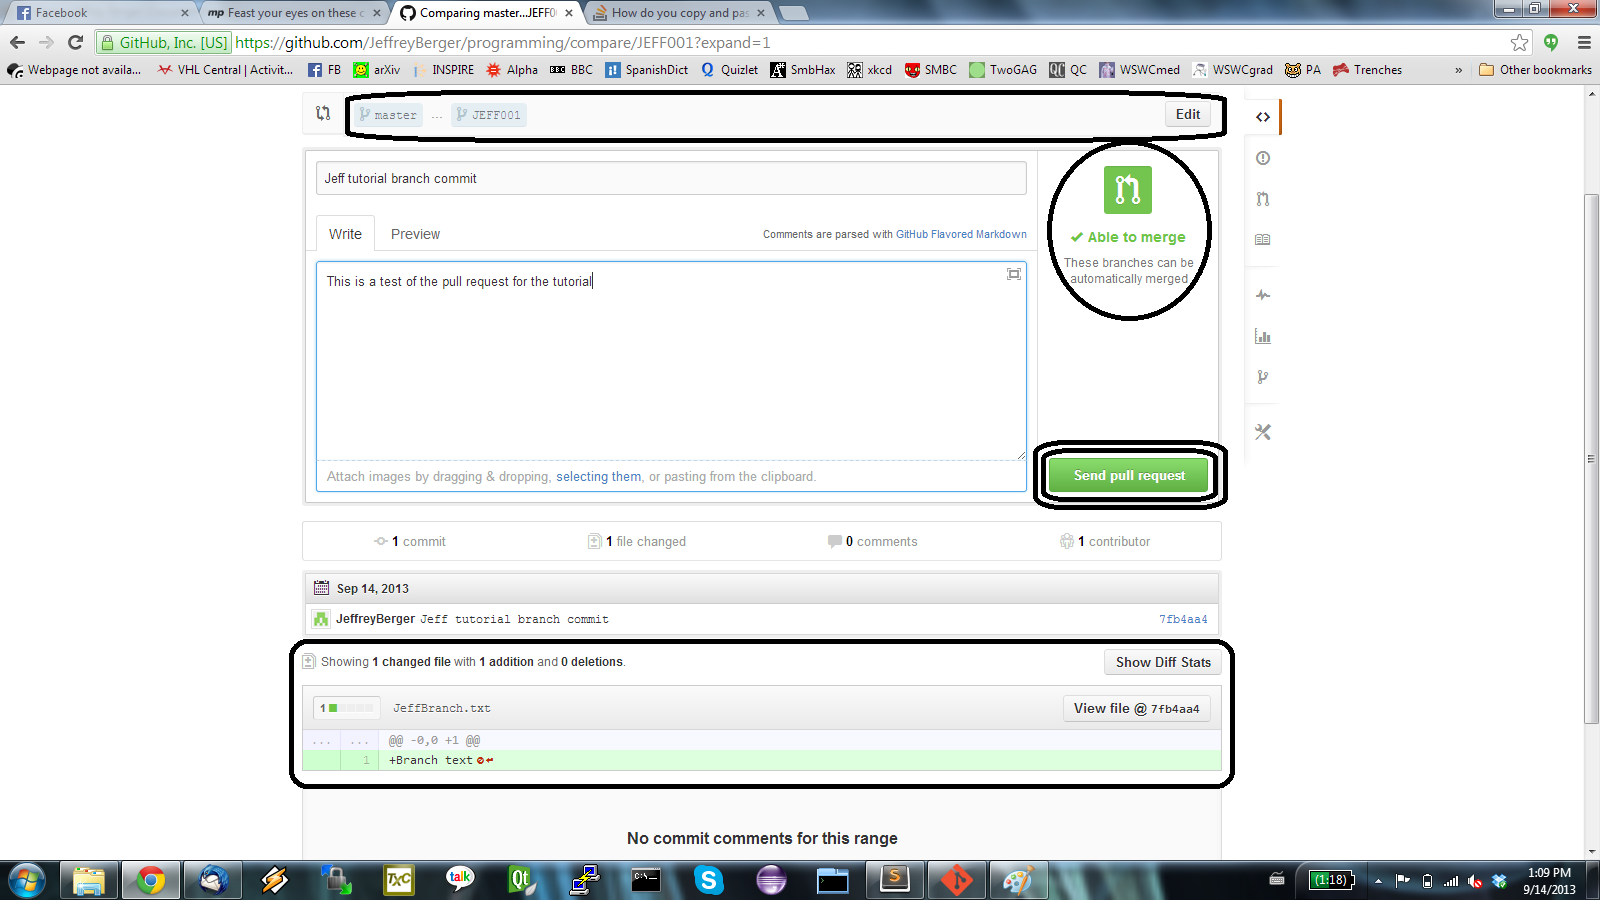 Facebook
mp Feast your eyes on these c
Comparing master...JEFF0
How do you copy and pas
GitHub, Inc. [US] https://github.com/JeffreyBerger/programming/compare/JEFF001?expand=1
Webpage not availa...
VHL Central | Activit...
FB
arXiv
INSPIRE
Alpha
BBC
SpanishDict
Quizlet
SmbHax
xkcd
SMBC
TwoGAG
QC QC
WSWCmed
WSWCgrad
PA
Trenches
»
Other bookmarks
master ... JEFF001
Edit
Jeff tutorial branch commit
Write Preview
Comments are parsed with GitHub Flavored Markdown
This is a test of the pull request for the tutorial
Attach images by dragging & dropping, selecting them, or pasting from the clipboard.
Able to merge
These branches can be
automatically merged
Send pull request
1 commit
1 file changed
0 comments
1 contributor
Sep 14, 2013
JeffreyBerger Jeff tutorial branch commit 7fb4aa4
Showing 1 changed file with 1 addition and 0 deletions.
Show Diff Stats
1 JeffBranch.txt
View file @ 7fb4aa4
... ... @@ -0,0 +1 @@
1 +Branch text
No commit comments for this range
TXC
talk
Qt
C:\_
S
(1:18)
1:09 PM
9/14/2013